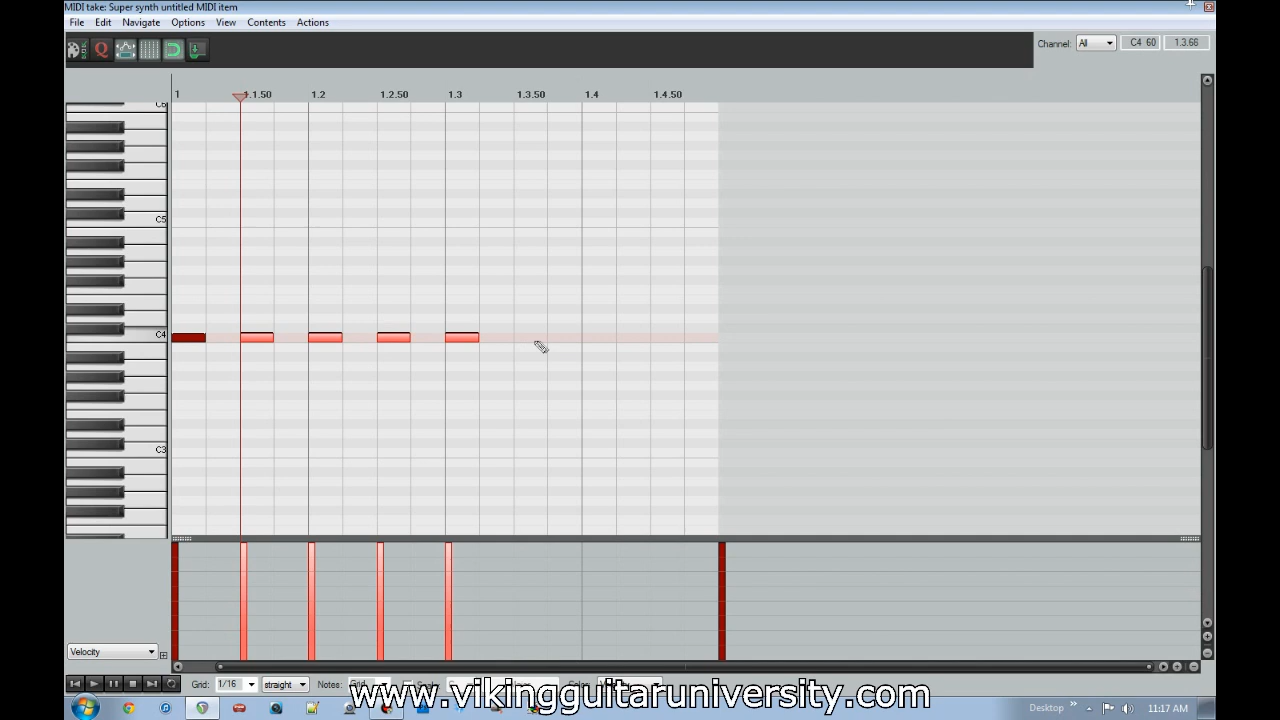 MIDI take: Super synth untitled MIDI item
File Edit Navigate Options View Contents Actions
Q
Channel: All C4 60 1.3.66
1 1.1.50 1.2 1.2.50 1.3 1.3.50 1.4 1.4.50
C6
C5
C4
C3
Velocity
Grid: 1/16 straight Notes: Grid
www.vikingguitaruniversity.com
Desktop 11:17 AM